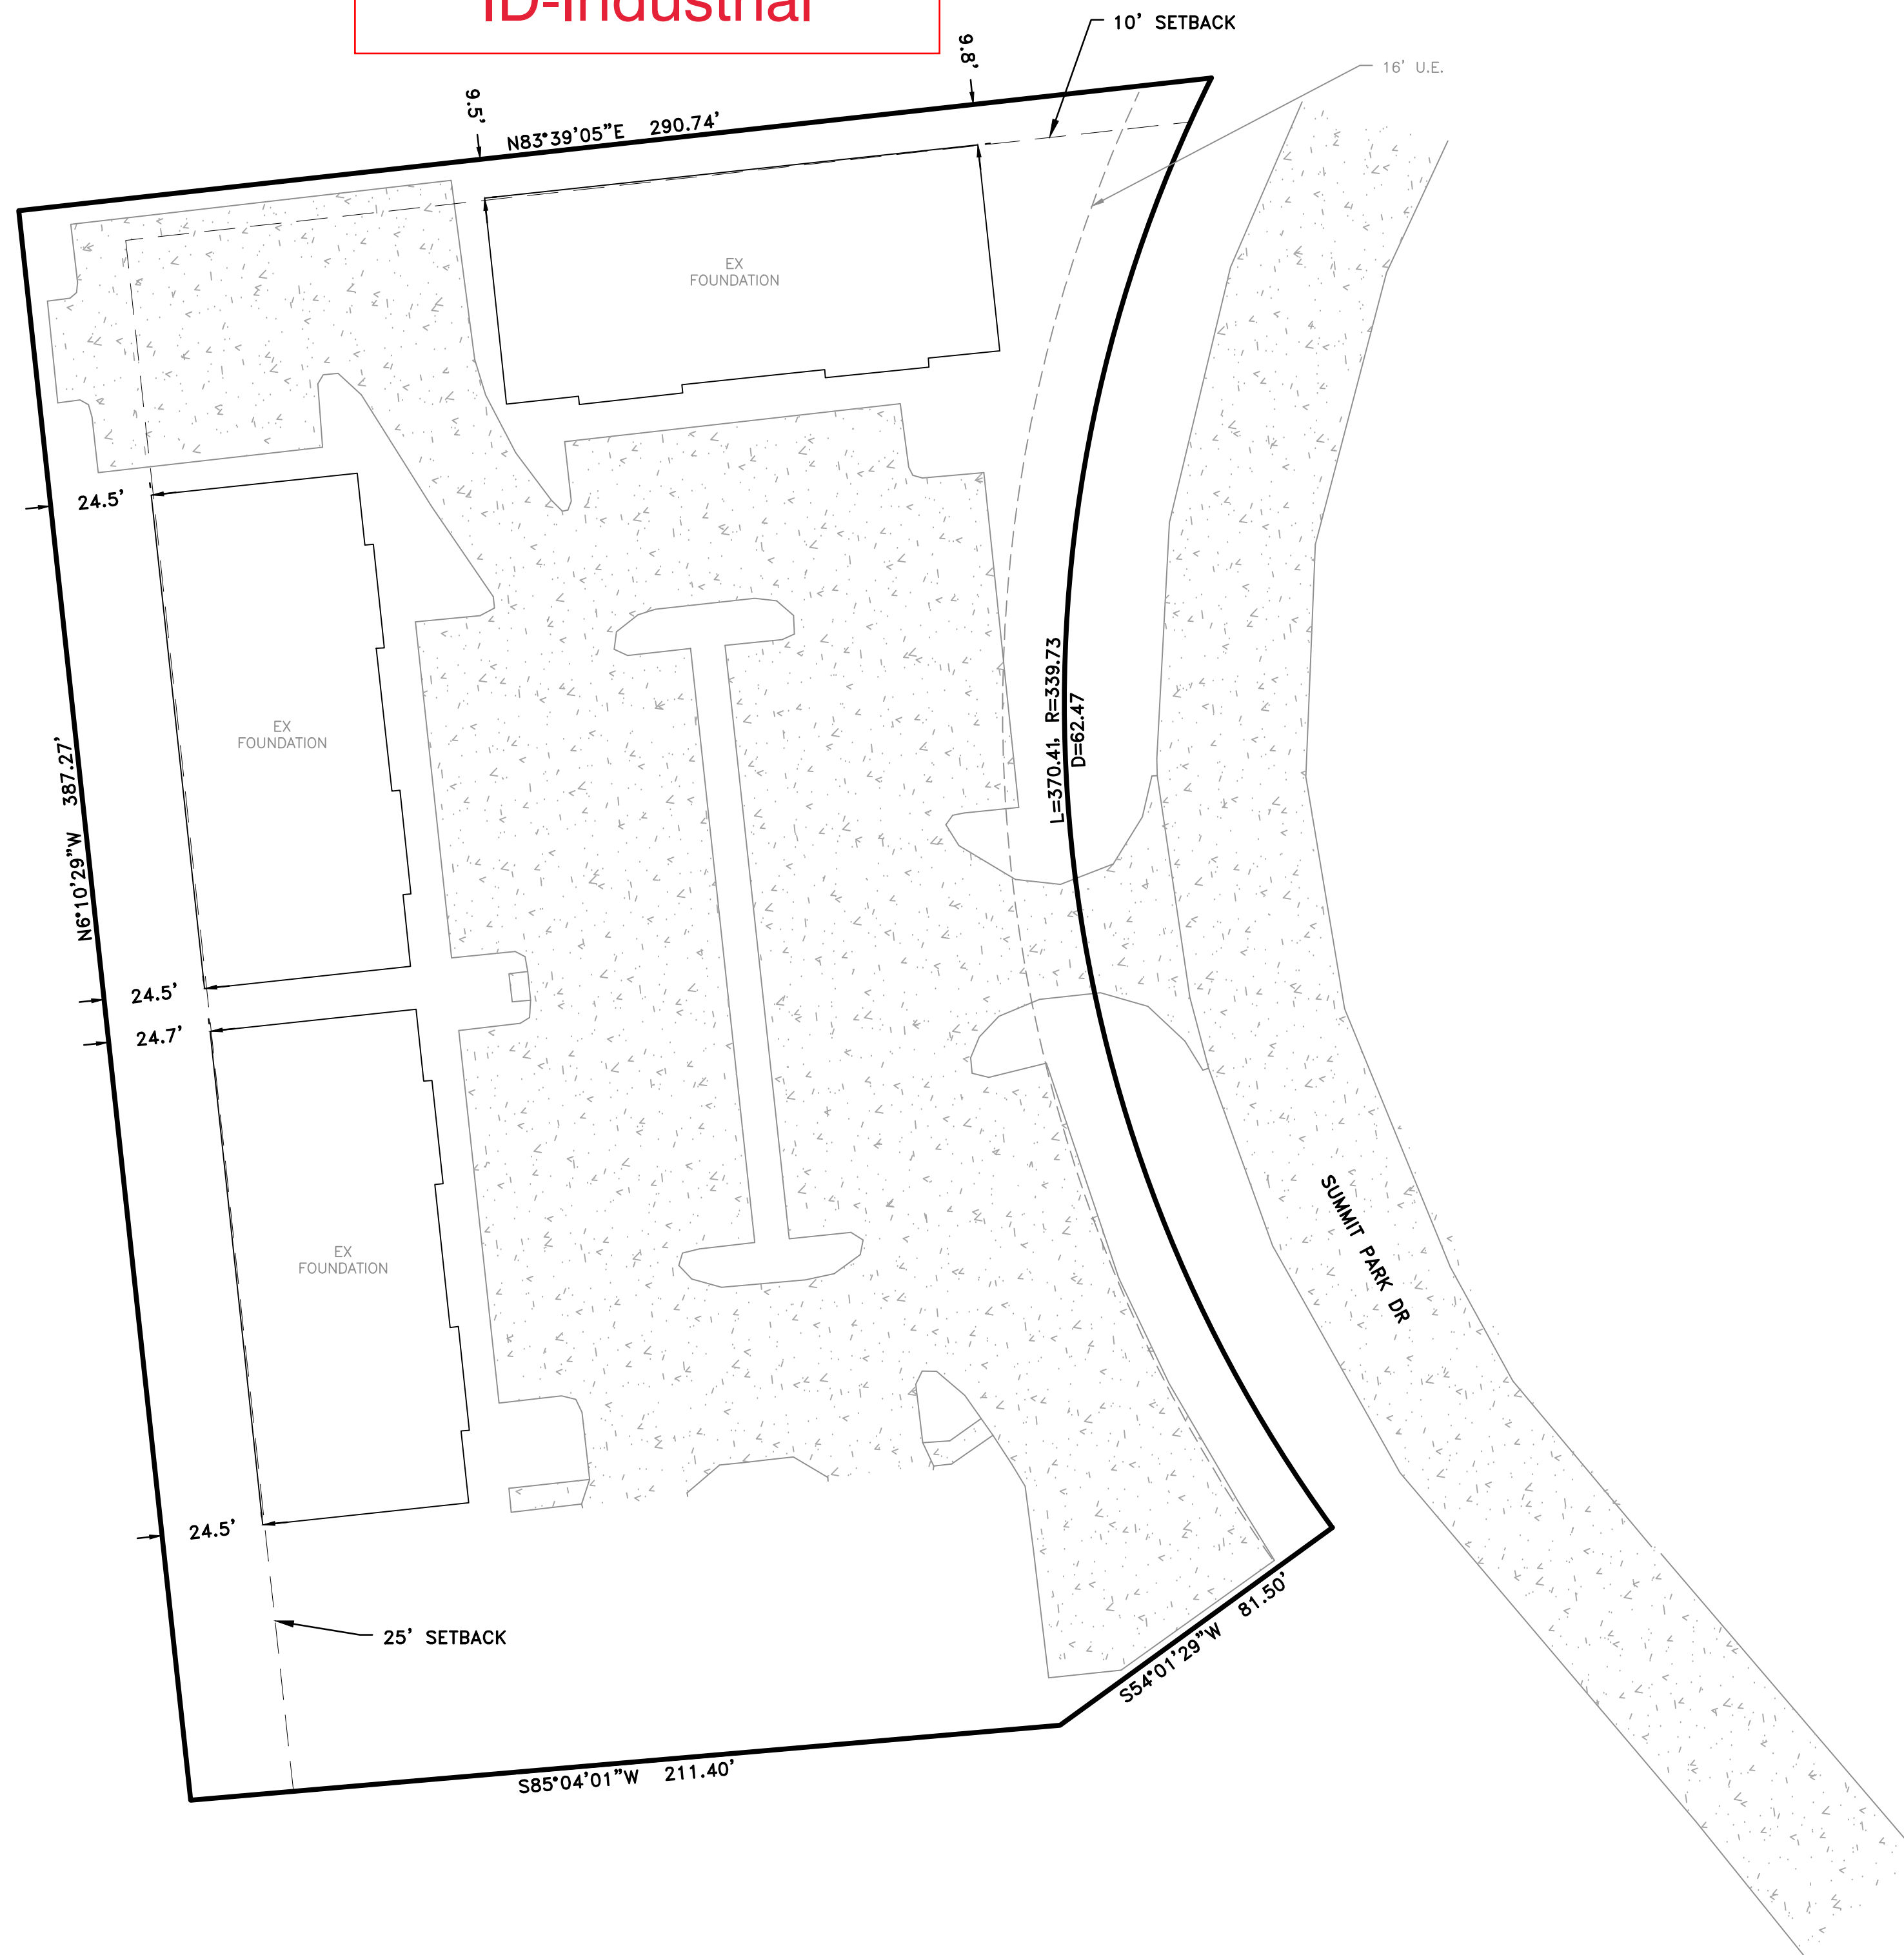 ID-Industrial
10' SETBACK
9.8'
16' U.E.
9.5'
N83°39'05"E 290.74'
EX
FOUNDATION
24.5'
L=370.41, R=339.73
D=62.47
EX
FOUNDATION
N6°10'29"W 387.27'
24.5'
24.7'
SUMMIT PARK DR
EX
FOUNDATION
24.5'
25' SETBACK
81.50'
S54°01'29"W
S85°04'01"W 211.40'